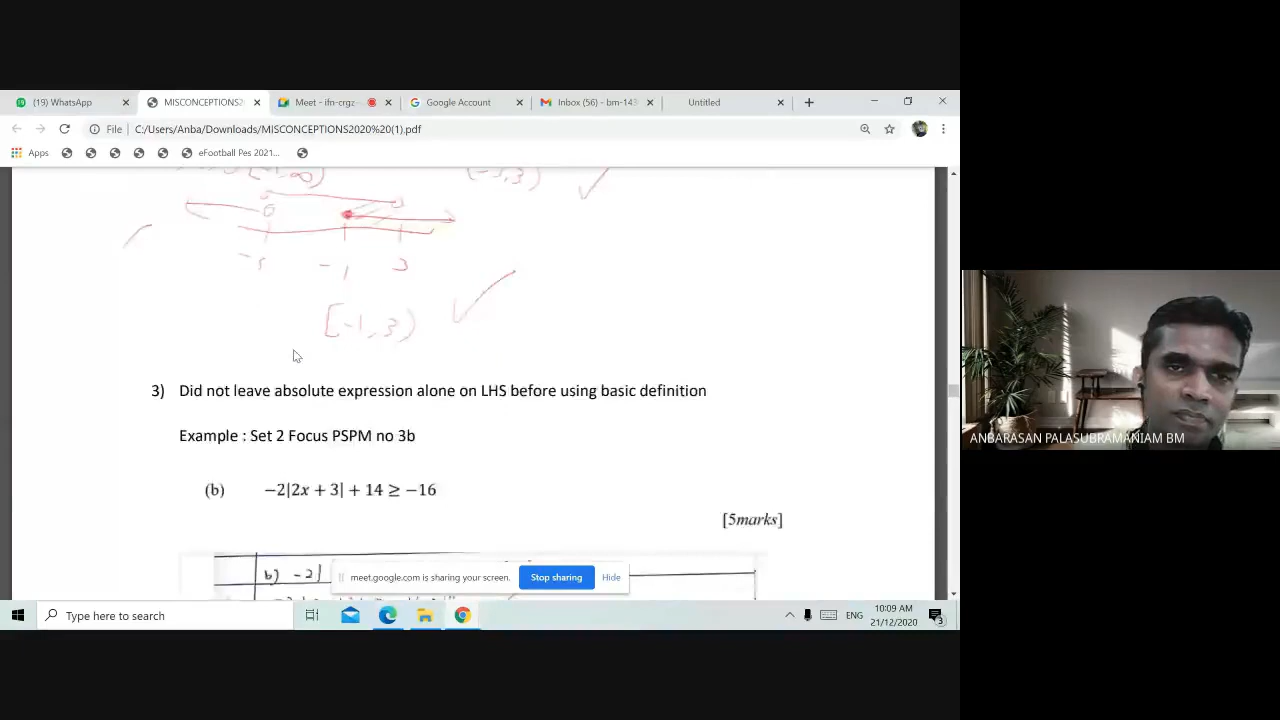 (19) WhatsApp
MISCONCEPTIONS2
Meet - ifn-crgz-
Google Account
Inbox (56) - bm-143
Untitled
File
C:/Users/Anba/Downloads/MISCONCEPTIONS2020%20(1).pdf
Apps
eFootball Pes 2021...
-1
3
[-1, 3)
3) Did not leave absolute expression alone on LHS before using basic definition
Example : Set 2 Focus PSPM no 3b
(b) −2|2x + 3| + 14 ≥ −16
[5marks]
b) -2|
meet.google.com is sharing your screen.
Stop sharing
Hide
ANBARASAN PALASUBRAMANIAM BM
Type here to search
ENG
10:09 AM
21/12/2020
3